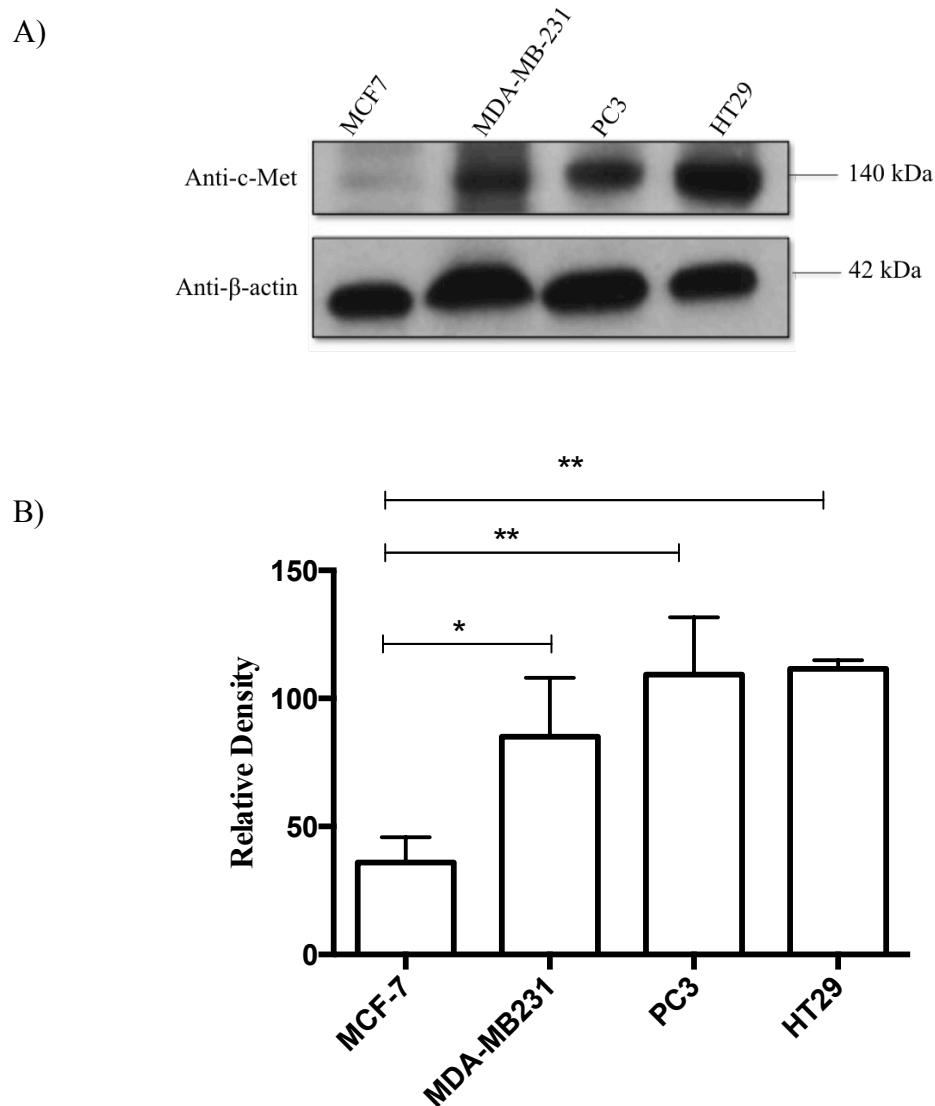 A)
MCF7
MDA-MB-231
PC3
HT29
Anti-c-Met
140 kDa
Anti-β-actin
42 kDa
B)
**
**
*
150
100
50
0
Relative Density
MCF-7
MDA-MB231
PC3
HT29